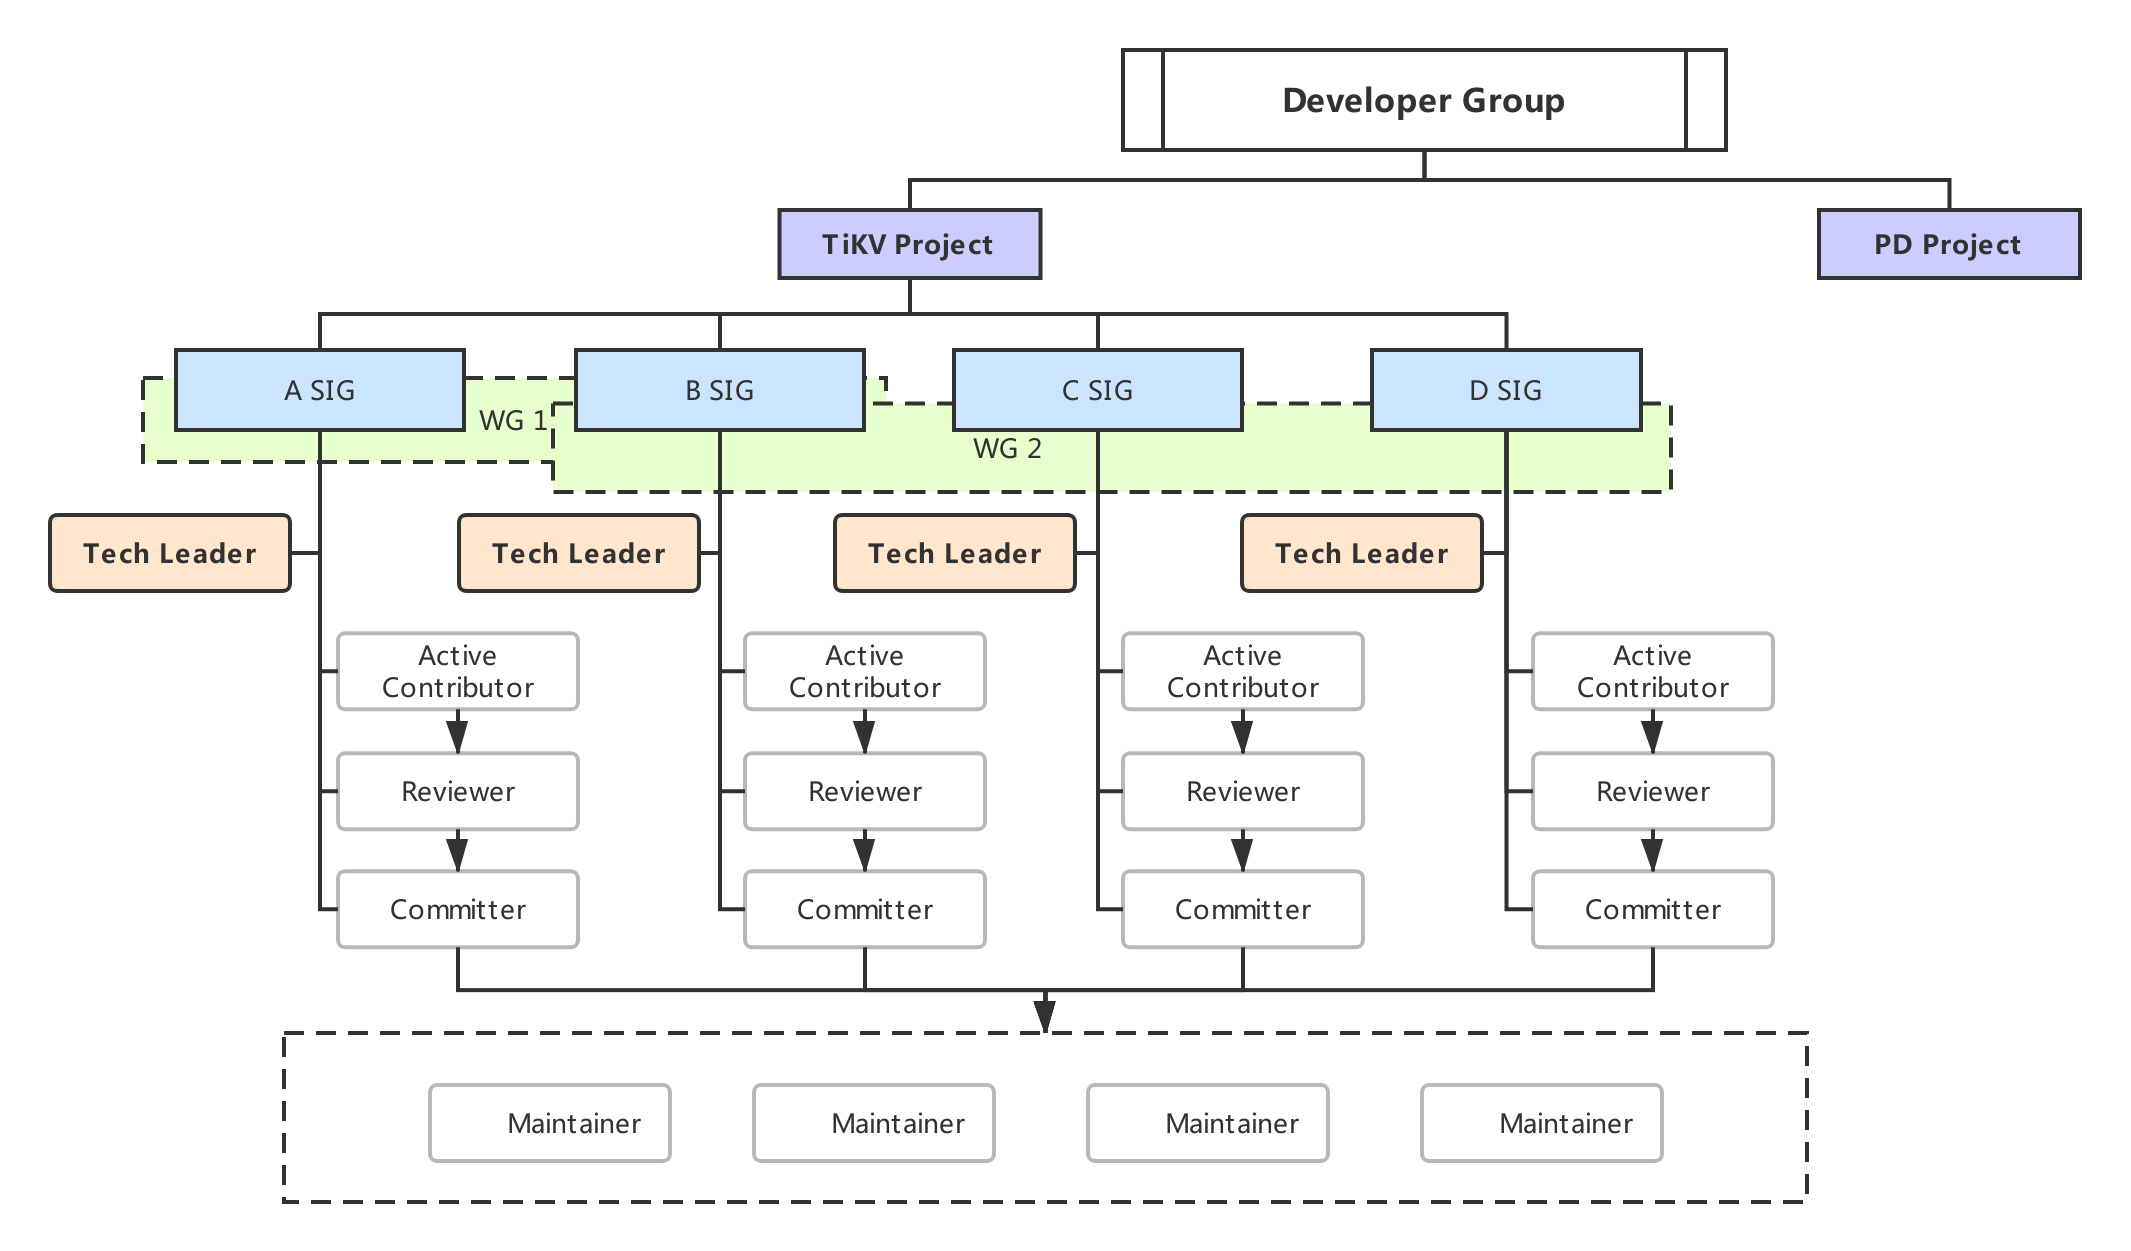 Developer Group
TiKV Project
PD Project
A SIG
B SIG
C SIG
D SIG
WG 1
WG 2
Tech Leader
Tech Leader
Tech Leader
Tech Leader
Active
Contributor
Active
Contributor
Active
Contributor
Active
Contributor
Reviewer
Reviewer
Reviewer
Reviewer
Committer
Committer
Committer
Committer
Maintainer
Maintainer
Maintainer
Maintainer